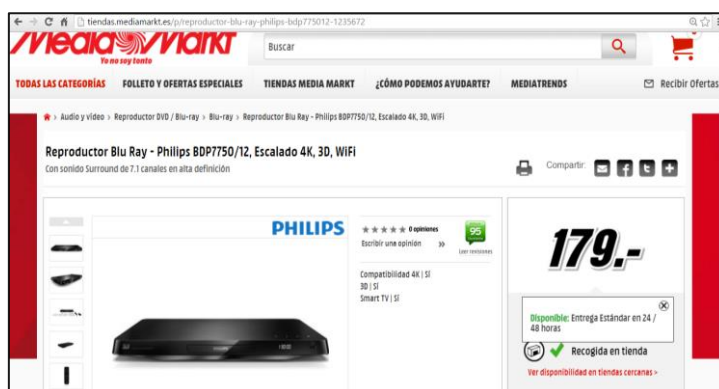 tiendas.mediamarkt.es/p/reproductor-blu-ray-philips-bdp775012-1235672
Media Markt
Yo no soy tonto
Buscar
TODAS LAS CATEGORÍAS FOLLETO Y OFERTAS ESPECIALES TIENDAS MEDIA MARKT ¿CÓMO PODEMOS AYUDARTE? MEDIATRENDS Recibir Ofertas
> Audio y vídeo > Reproductor DVD / Blu-ray > Blu-ray > Reproductor Blu Ray - Philips BDP7750/12, Escalado 4K, 3D, WiFi
Reproductor Blu Ray - Philips BDP7750/12, Escalado 4K, 3D, WiFi
Con sonido Surround de 7.1 canales en alta definición
Compartir:
PHILIPS
0 opiniones
Escribir una opinión »
95
Leer revisiones
Compatibilidad 4K | Sí
3D | Sí
Smart TV | Sí
179.-
Disponible: Entrega Estándar en 24 /
48 horas
Recogida en tienda
Ver disponibilidad en tiendas cercanas >